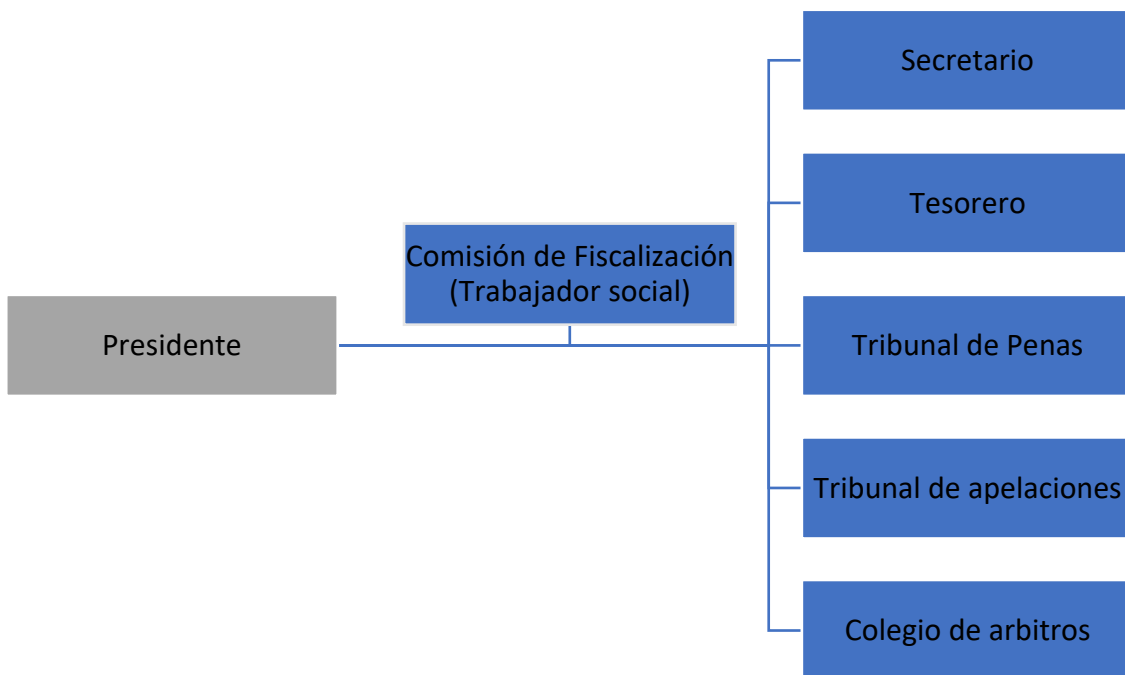 Secretario
Tesorero
Comisión de Fiscalización
(Trabajador social)
Presidente
Tribunal de Penas
Tribunal de apelaciones
Colegio de arbitros